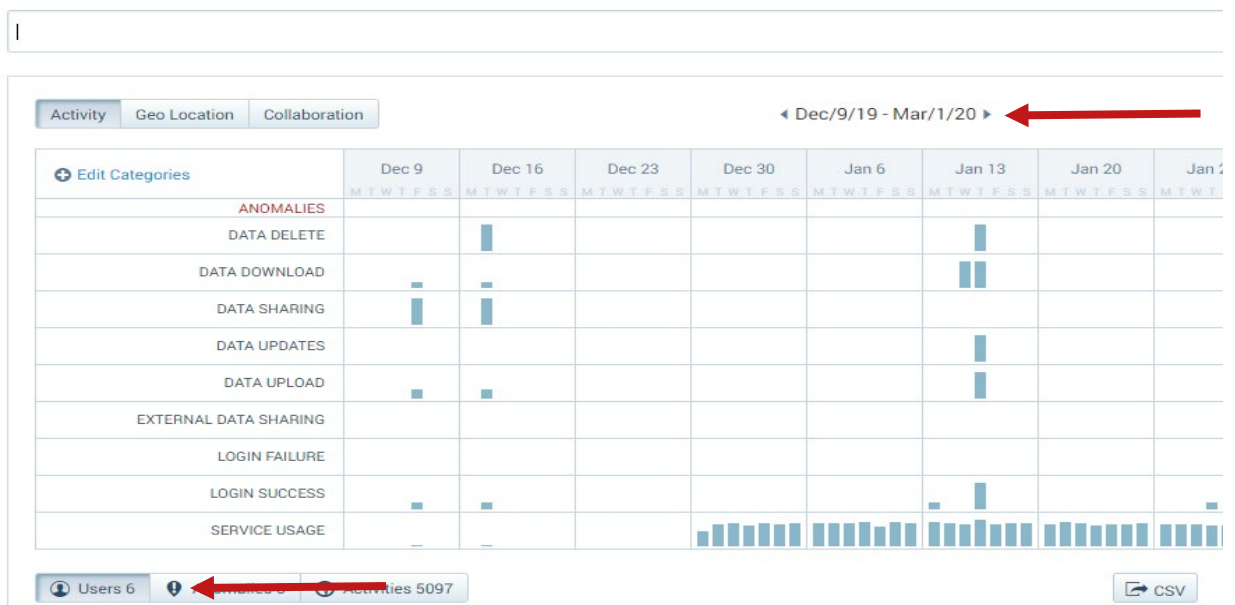 Activity Geo Location Collaboration Dec/9/19 - Mar/1/20
Edit Categories Dec 9 Dec 16 Dec 23 Dec 30 Jan 6 Jan 13 Jan 20 Jan
M T W T F S S M T W T F S S M T W T F S S M T W T F S S M T W T F S S M T W T F S S M T W T F S S M W T
ANOMALIES
DATA DELETE
DATA DOWNLOAD
DATA SHARING
DATA UPDATES
DATA UPLOAD
EXTERNAL DATA SHARING
LOGIN FAILURE
LOGIN SUCCESS
SERVICE USAGE
Users 6 Activities 5097 CSV